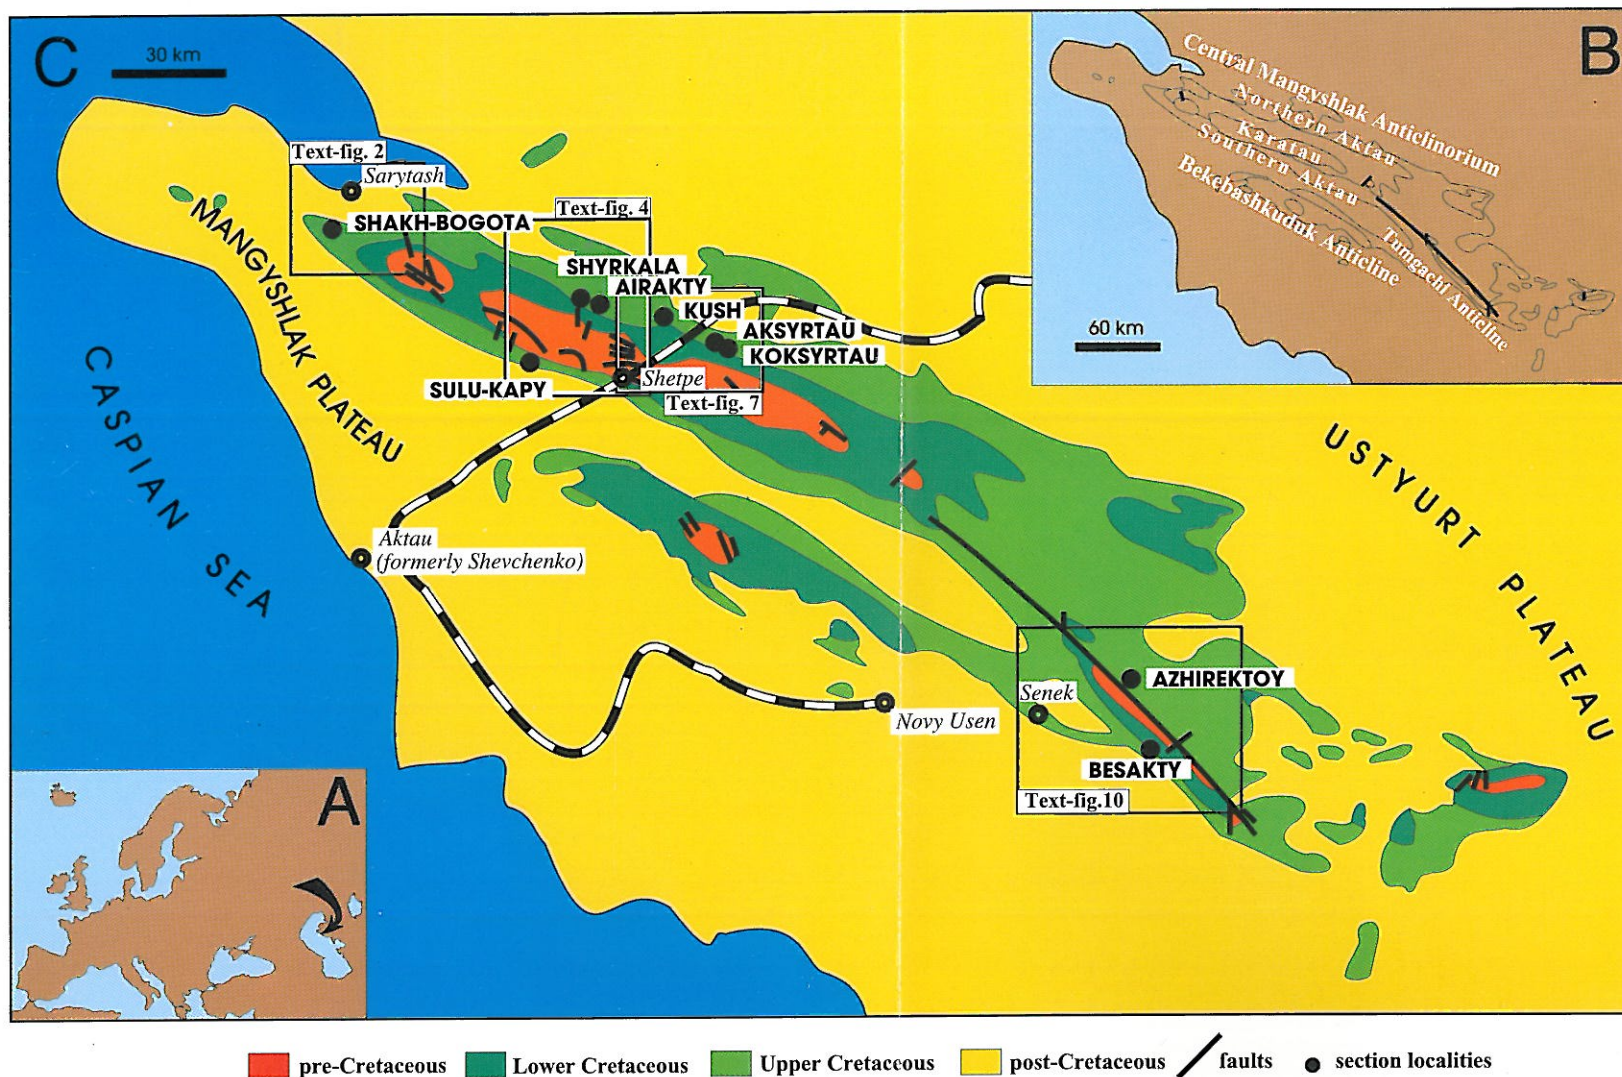 C
30 km
B
Central Mangyshlak Anticlinorium
Northern Aktau
Karatau
Southern Aktau
Bekebashkuduk Anticline
Tumgacht Anticline
60 km
Text-fig. 2
Sarytash
SHAKH-BOGOTA
Text-fig. 4
MANGYSHLAK PLATEAU
SHYRKALA
AIRAKTY
KUSH
AKSYRTAU
KOKSYRTAU
SULU-KAPY
Shetpe
Text-fig. 7
CASPIAN SEA
USTYURT PLATEAU
Aktau
(formerly Shevchenko)
Senek
AZHIREKTOY
Novy Usen
BESAKTY
Text-fig.10
A
pre-Cretaceous
Lower Cretaceous
Upper Cretaceous
post-Cretaceous
faults
section localities